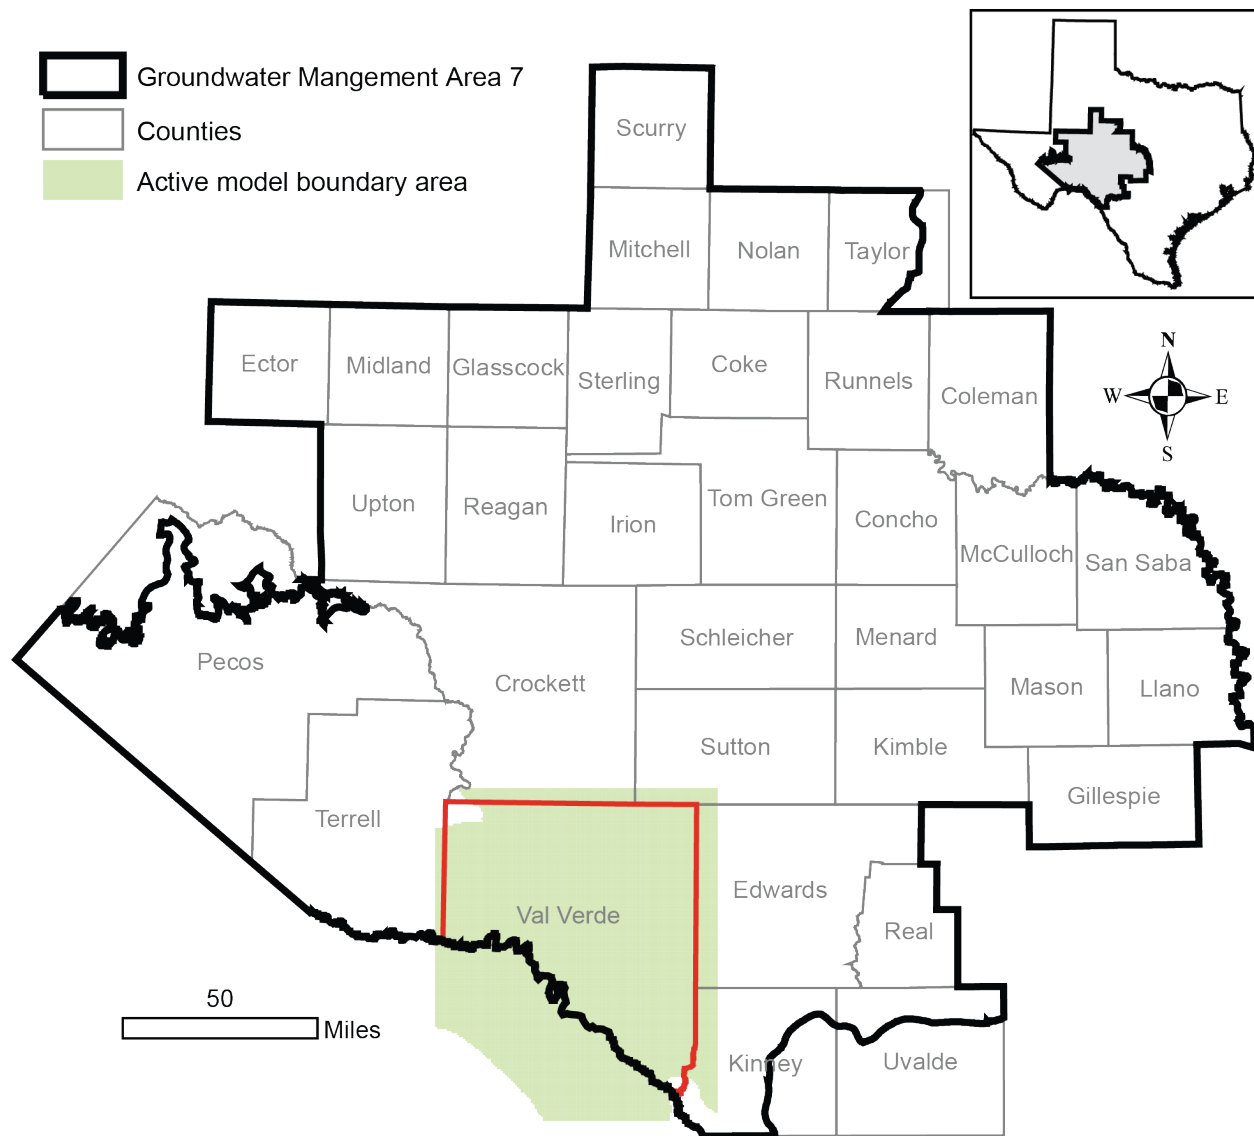 Groundwater Mangement Area 7
Counties
Active model boundary area
Scurry
Mitchell
Nolan
Taylor
N
W
E
S
Ector
Midland
Glasscock
Sterling
Coke
Runnels
Coleman
Upton
Reagan
Irion
Tom Green
Concho
McCulloch
San Saba
Pecos
Crockett
Schleicher
Menard
Mason
Llano
Terrell
Sutton
Kimble
Gillespie
Val Verde
Edwards
Real
Kinney
Uvalde
50
Miles